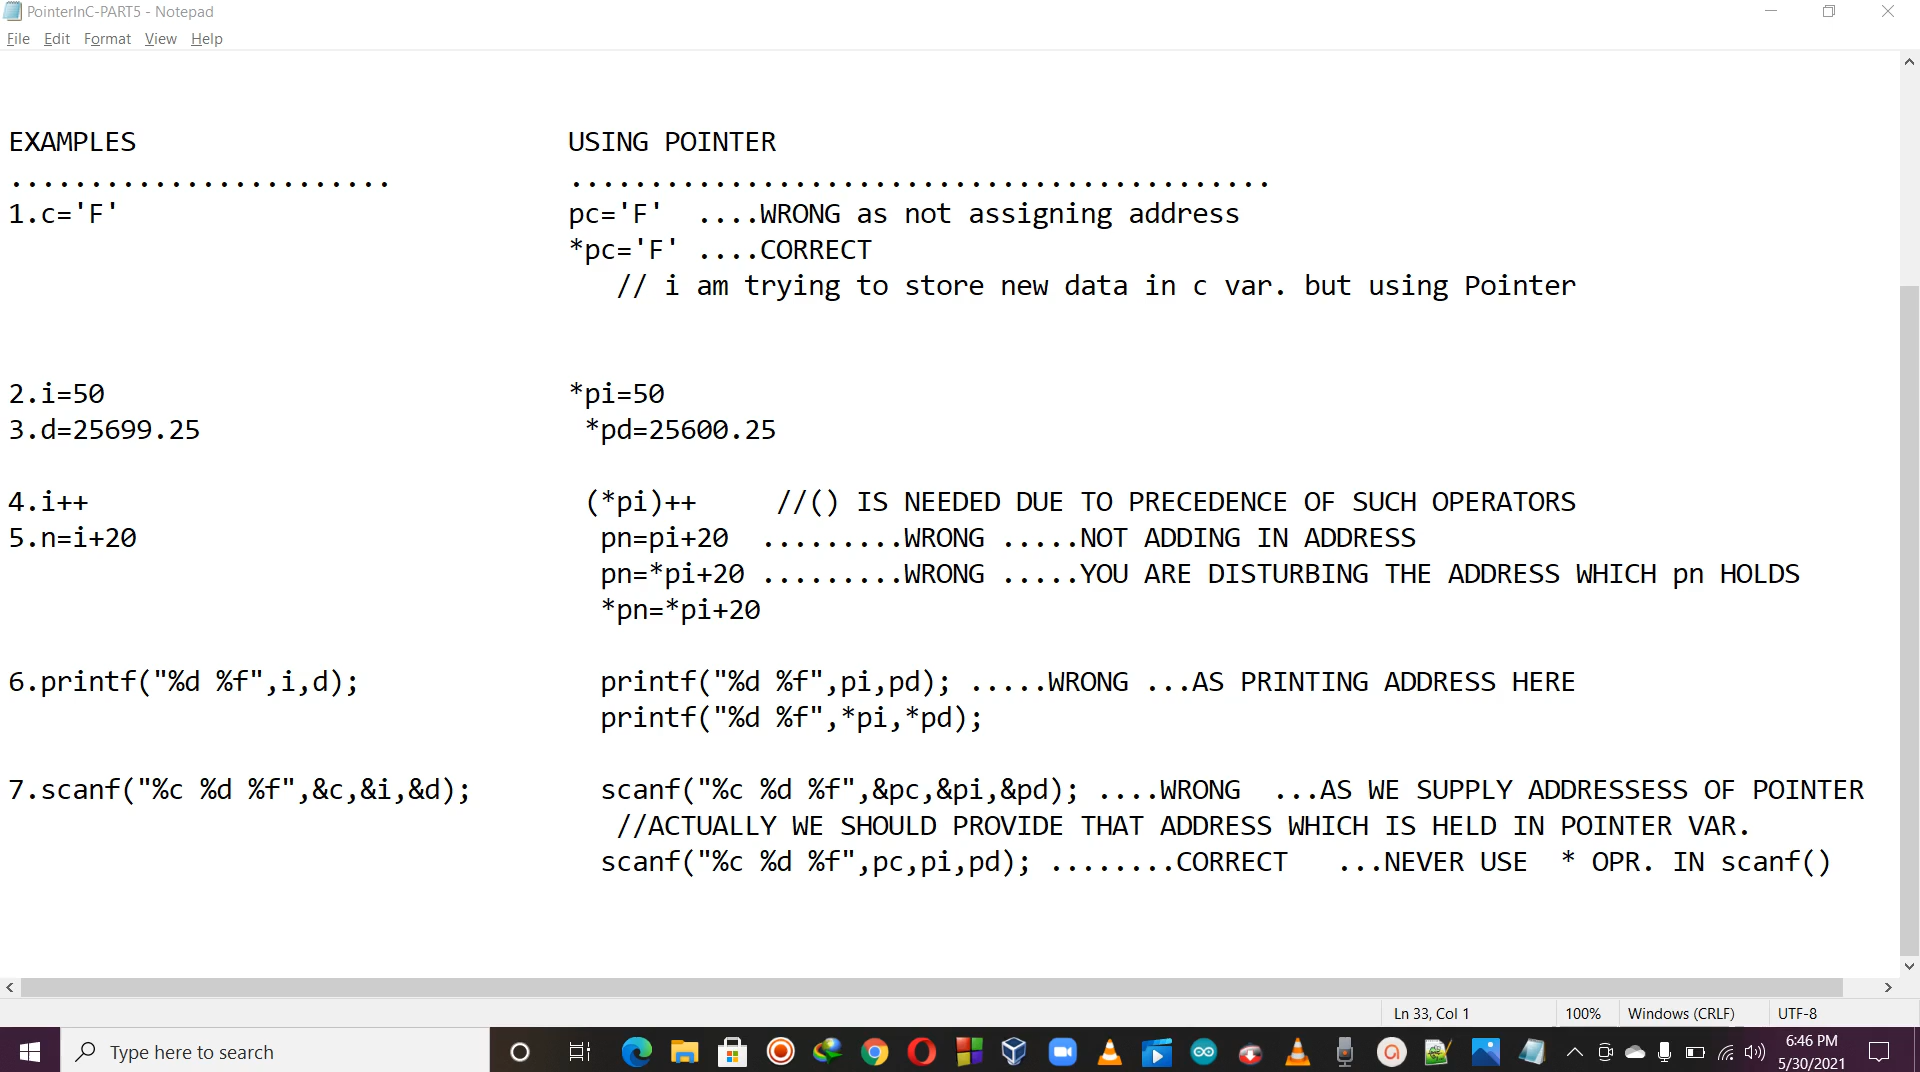 PointerInC-PART5 - Notepad
File Edit Format View Help
EXAMPLES USING POINTER
........................ ............................................
1.c='F' pc='F' ....WRONG as not assigning address
*pc='F' ....CORRECT
// i am trying to store new data in c var. but using Pointer
2.i=50 *pi=50
3.d=25699.25 *pd=25600.25
4.i++ (*pi)++ //() IS NEEDED DUE TO PRECEDENCE OF SUCH OPERATORS
5.n=i+20 pn=pi+20 .........WRONG .....NOT ADDING IN ADDRESS
pn=*pi+20 .........WRONG .....YOU ARE DISTURBING THE ADDRESS WHICH pn HOLDS
*pn=*pi+20
6.printf("%d %f",i,d); printf("%d %f",pi,pd); .....WRONG ...AS PRINTING ADDRESS HERE
printf("%d %f",*pi,*pd);
7.scanf("%c %d %f",&c,&i,&d); scanf("%c %d %f",&pc,&pi,&pd); ....WRONG ...AS WE SUPPLY ADDRESSESS OF POINTER
//ACTUALLY WE SHOULD PROVIDE THAT ADDRESS WHICH IS HELD IN POINTER VAR.
scanf("%c %d %f",pc,pi,pd); ........CORRECT ...NEVER USE * OPR. IN scanf()
Ln 33, Col 1 100% Windows (CRLF) UTF-8
Type here to search
6:46 PM
5/30/2021